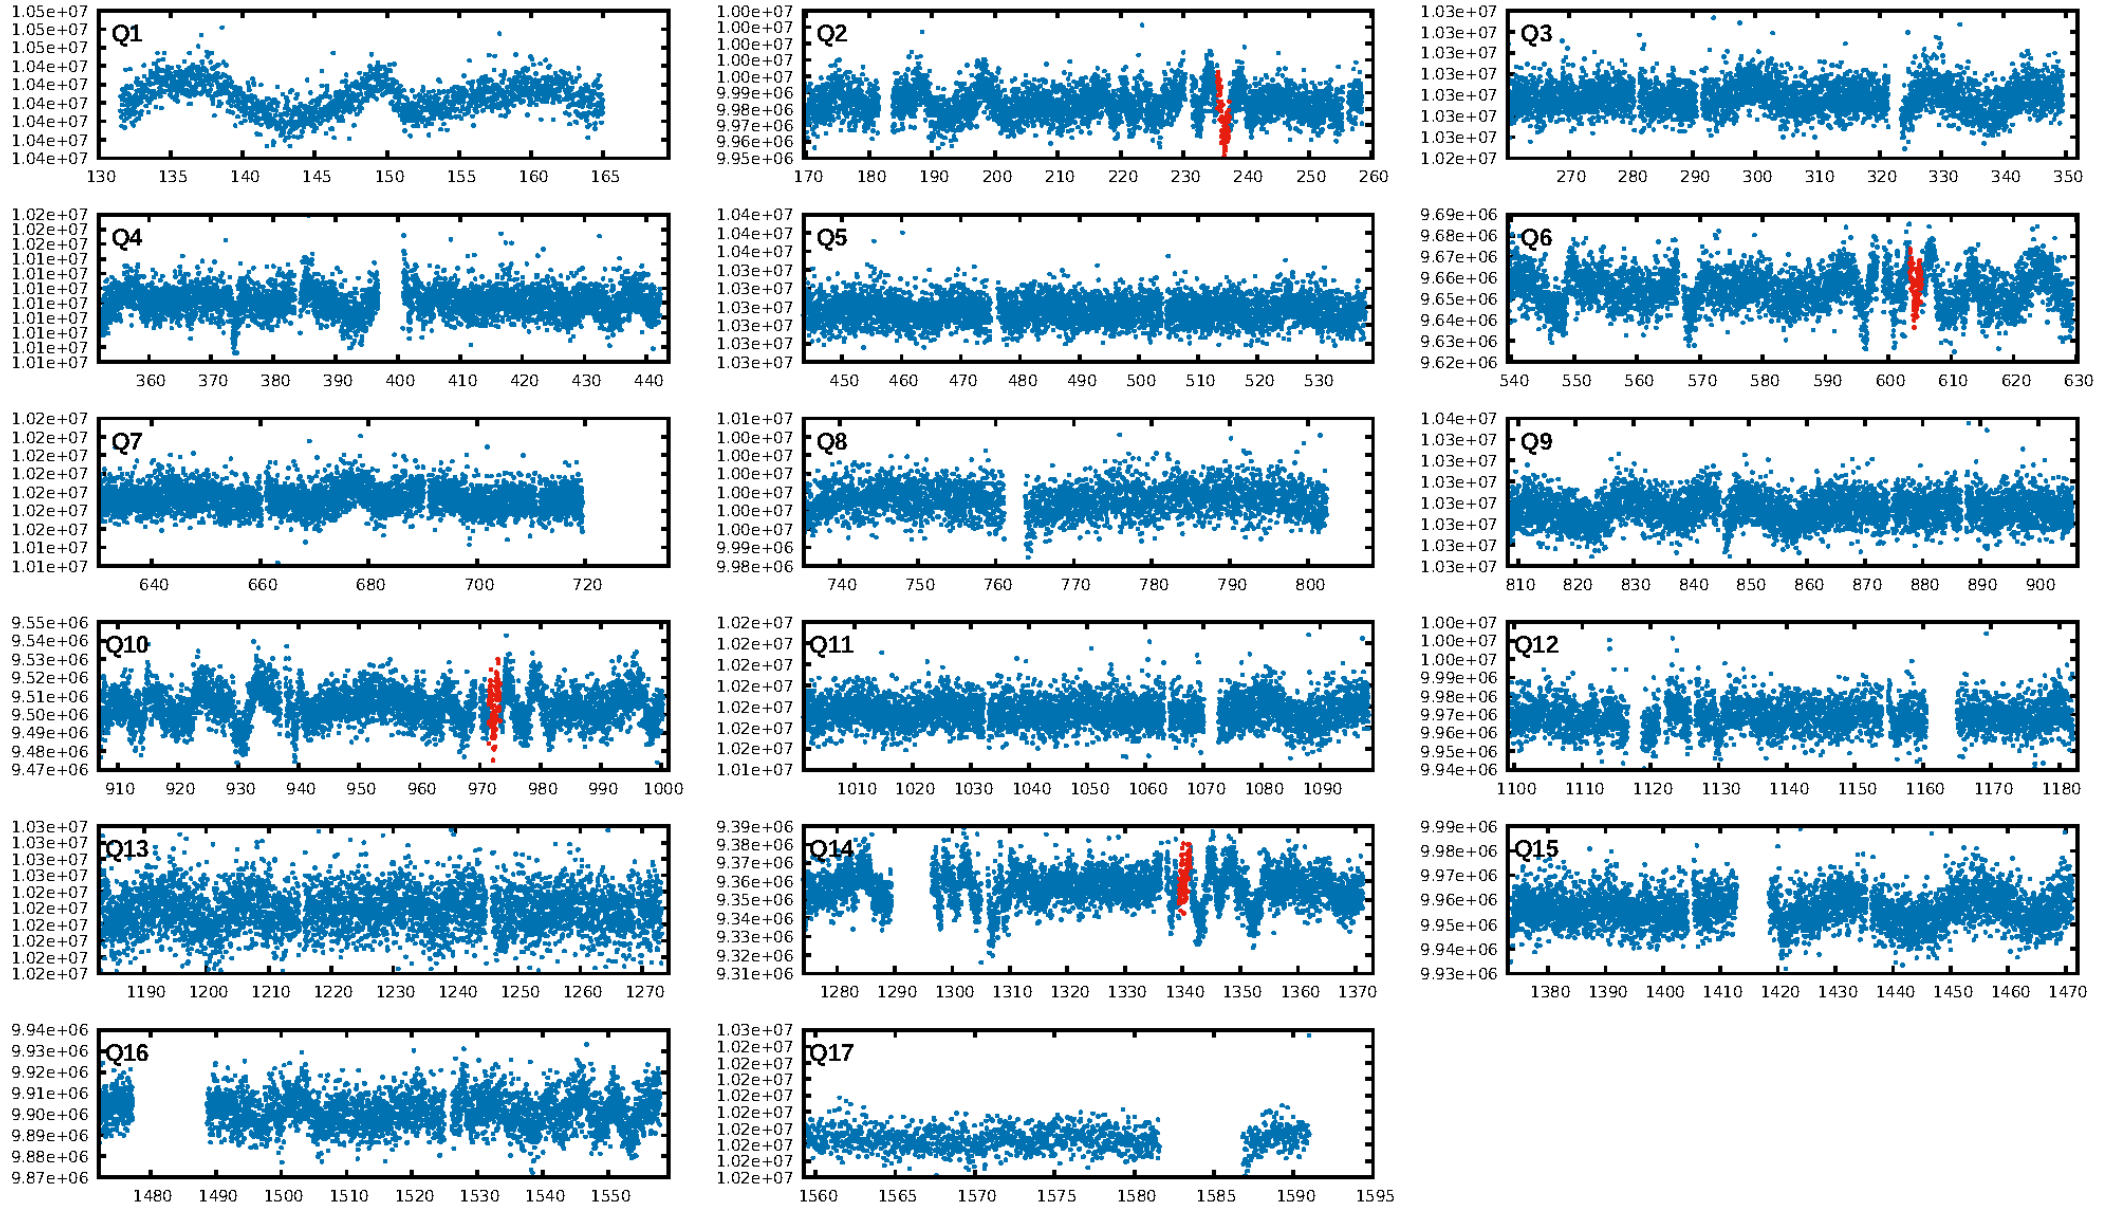 1.05e+07
1.05e+07
1.05e+07
1.04e+07
1.04e+07
1.04e+07
1.04e+07
1.04e+07
1.04e+07
Q1
130 135 140 145 150 155 160 165
1.00e+07
1.00e+07
1.00e+07
1.00e+07
1.00e+07
9.99e+06
9.98e+06
9.97e+06
9.96e+06
9.95e+06
Q2
170 180 190 200 210 220 230 240 250 260
1.03e+07
1.03e+07
1.03e+07
1.03e+07
1.03e+07
1.03e+07
1.03e+07
1.02e+07
Q3
270 280 290 300 310 320 330 340 350
1.02e+07
1.02e+07
1.01e+07
1.01e+07
1.01e+07
1.01e+07
1.01e+07
1.01e+07
1.01e+07
1.01e+07
1.01e+07
Q4
360 370 380 390 400 410 420 430 440
1.04e+07
1.04e+07
1.04e+07
1.03e+07
1.03e+07
1.03e+07
1.03e+07
1.03e+07
1.03e+07
Q5
450 460 470 480 490 500 510 520 530
9.69e+06
9.68e+06
9.67e+06
9.66e+06
9.65e+06
9.64e+06
9.63e+06
9.62e+06
Q6
540 550 560 570 580 590 600 610 620 630
1.02e+07
1.02e+07
1.02e+07
1.02e+07
1.02e+07
1.02e+07
1.02e+07
1.01e+07
1.01e+07
Q7
640 660 680 700 720
1.01e+07
1.00e+07
1.00e+07
1.00e+07
1.00e+07
1.00e+07
1.00e+07
9.99e+06
9.98e+06
Q8
740 750 760 770 780 790 800
1.04e+07
1.03e+07
1.03e+07
1.03e+07
1.03e+07
1.03e+07
1.03e+07
1.03e+07
Q9
810 820 830 840 850 860 870 880 890 900
9.55e+06
9.54e+06
9.53e+06
9.52e+06
9.51e+06
9.50e+06
9.49e+06
9.48e+06
9.47e+06
Q10
910 920 930 940 950 960 970 980 990 1000
1.02e+07
1.02e+07
1.02e+07
1.02e+07
1.02e+07
1.02e+07
1.02e+07
1.01e+07
Q11
1010 1020 1030 1040 1050 1060 1070 1080 1090
1.00e+07
1.00e+07
1.00e+07
9.99e+06
9.98e+06
9.97e+06
9.96e+06
9.95e+06
9.94e+06
Q12
1100 1110 1120 1130 1140 1150 1160 1170 1180
1.03e+07
1.03e+07
1.03e+07
1.03e+07
1.02e+07
1.02e+07
1.02e+07
1.02e+07
1.02e+07
1.02e+07
Q13
1190 1200 1210 1220 1230 1240 1250 1260 1270
9.39e+06
9.38e+06
9.37e+06
9.36e+06
9.35e+06
9.34e+06
9.33e+06
9.32e+06
9.31e+06
Q14
1280 1290 1300 1310 1320 1330 1340 1350 1360 1370
9.99e+06
9.98e+06
9.97e+06
9.96e+06
9.95e+06
9.94e+06
9.93e+06
Q15
1380 1390 1400 1410 1420 1430 1440 1450 1460 1470
9.94e+06
9.93e+06
9.92e+06
9.91e+06
9.90e+06
9.89e+06
9.88e+06
9.87e+06
Q16
1480 1490 1500 1510 1520 1530 1540 1550
1.03e+07
1.02e+07
1.02e+07
1.02e+07
1.02e+07
1.02e+07
1.02e+07
1.02e+07
1.02e+07
1.02e+07
Q17
1560 1565 1570 1575 1580 1585 1590 1595